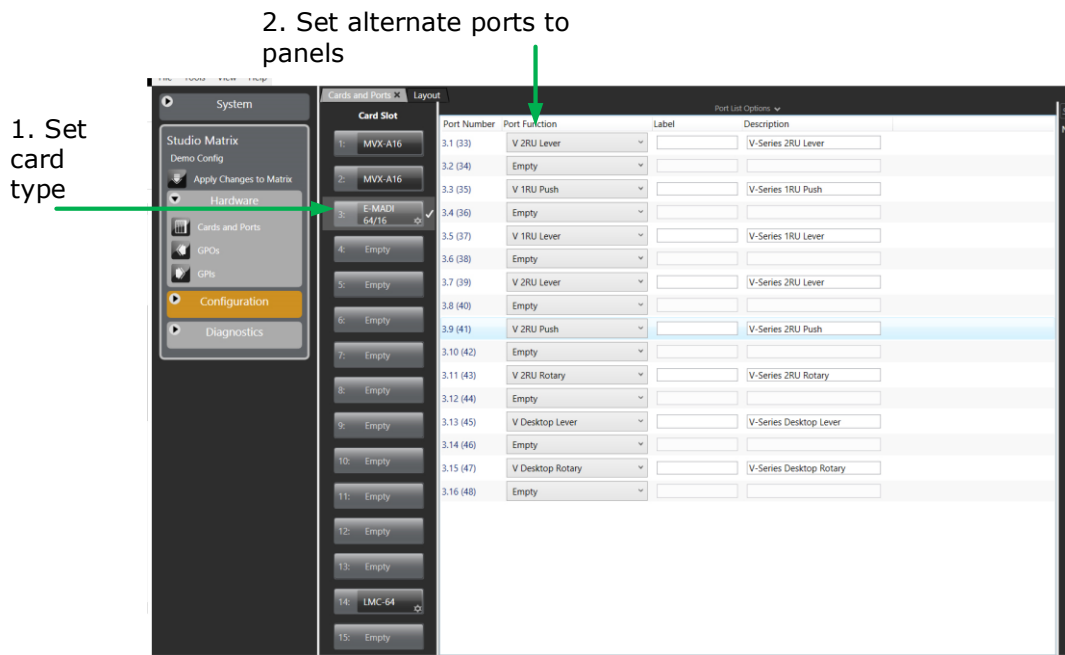 2. Set alternate ports to
panels
1. Set
card
type
File Tools View Help
System
Studio Matrix
Demo Config
Apply Changes to Matrix
Hardware
Cards and Ports
GPOs
GPIs
Configuration
Diagnostics
Cards and Ports X Layout
Card Slot
1: MVX-A16
2: MVX-A16
3: E-MADI
64/16
4: Empty
5: Empty
6: Empty
7: Empty
8: Empty
9: Empty
10: Empty
11: Empty
12: Empty
13: Empty
14: LMC-64
15: Empty
Port List Options
Port Number Port Function Label Description
3.1 (33) V 2RU Lever V-Series 2RU Lever
3.2 (34) Empty
3.3 (35) V 1RU Push V-Series 1RU Push
3.4 (36) Empty
3.5 (37) V 1RU Lever V-Series 1RU Lever
3.6 (38) Empty
3.7 (39) V 2RU Lever V-Series 2RU Lever
3.8 (40) Empty
3.9 (41) V 2RU Push V-Series 2RU Push
3.10 (42) Empty
3.11 (43) V 2RU Rotary V-Series 2RU Rotary
3.12 (44) Empty
3.13 (45) V Desktop Lever V-Series Desktop Lever
3.14 (46) Empty
3.15 (47) V Desktop Rotary V-Series Desktop Rotary
3.16 (48) Empty